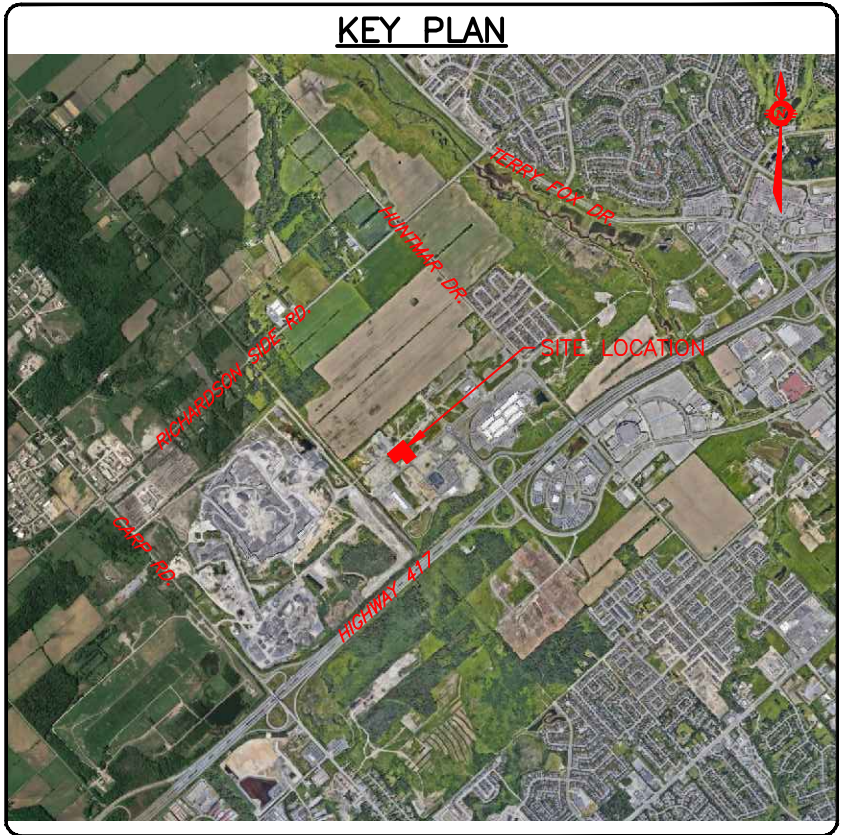 KEY PLAN
TERRY FOX DR.
HUNTMAR DR.
RICHARDSON SIDE RD.
SITE LOCATION
CARP RD.
HIGHWAY 417
N